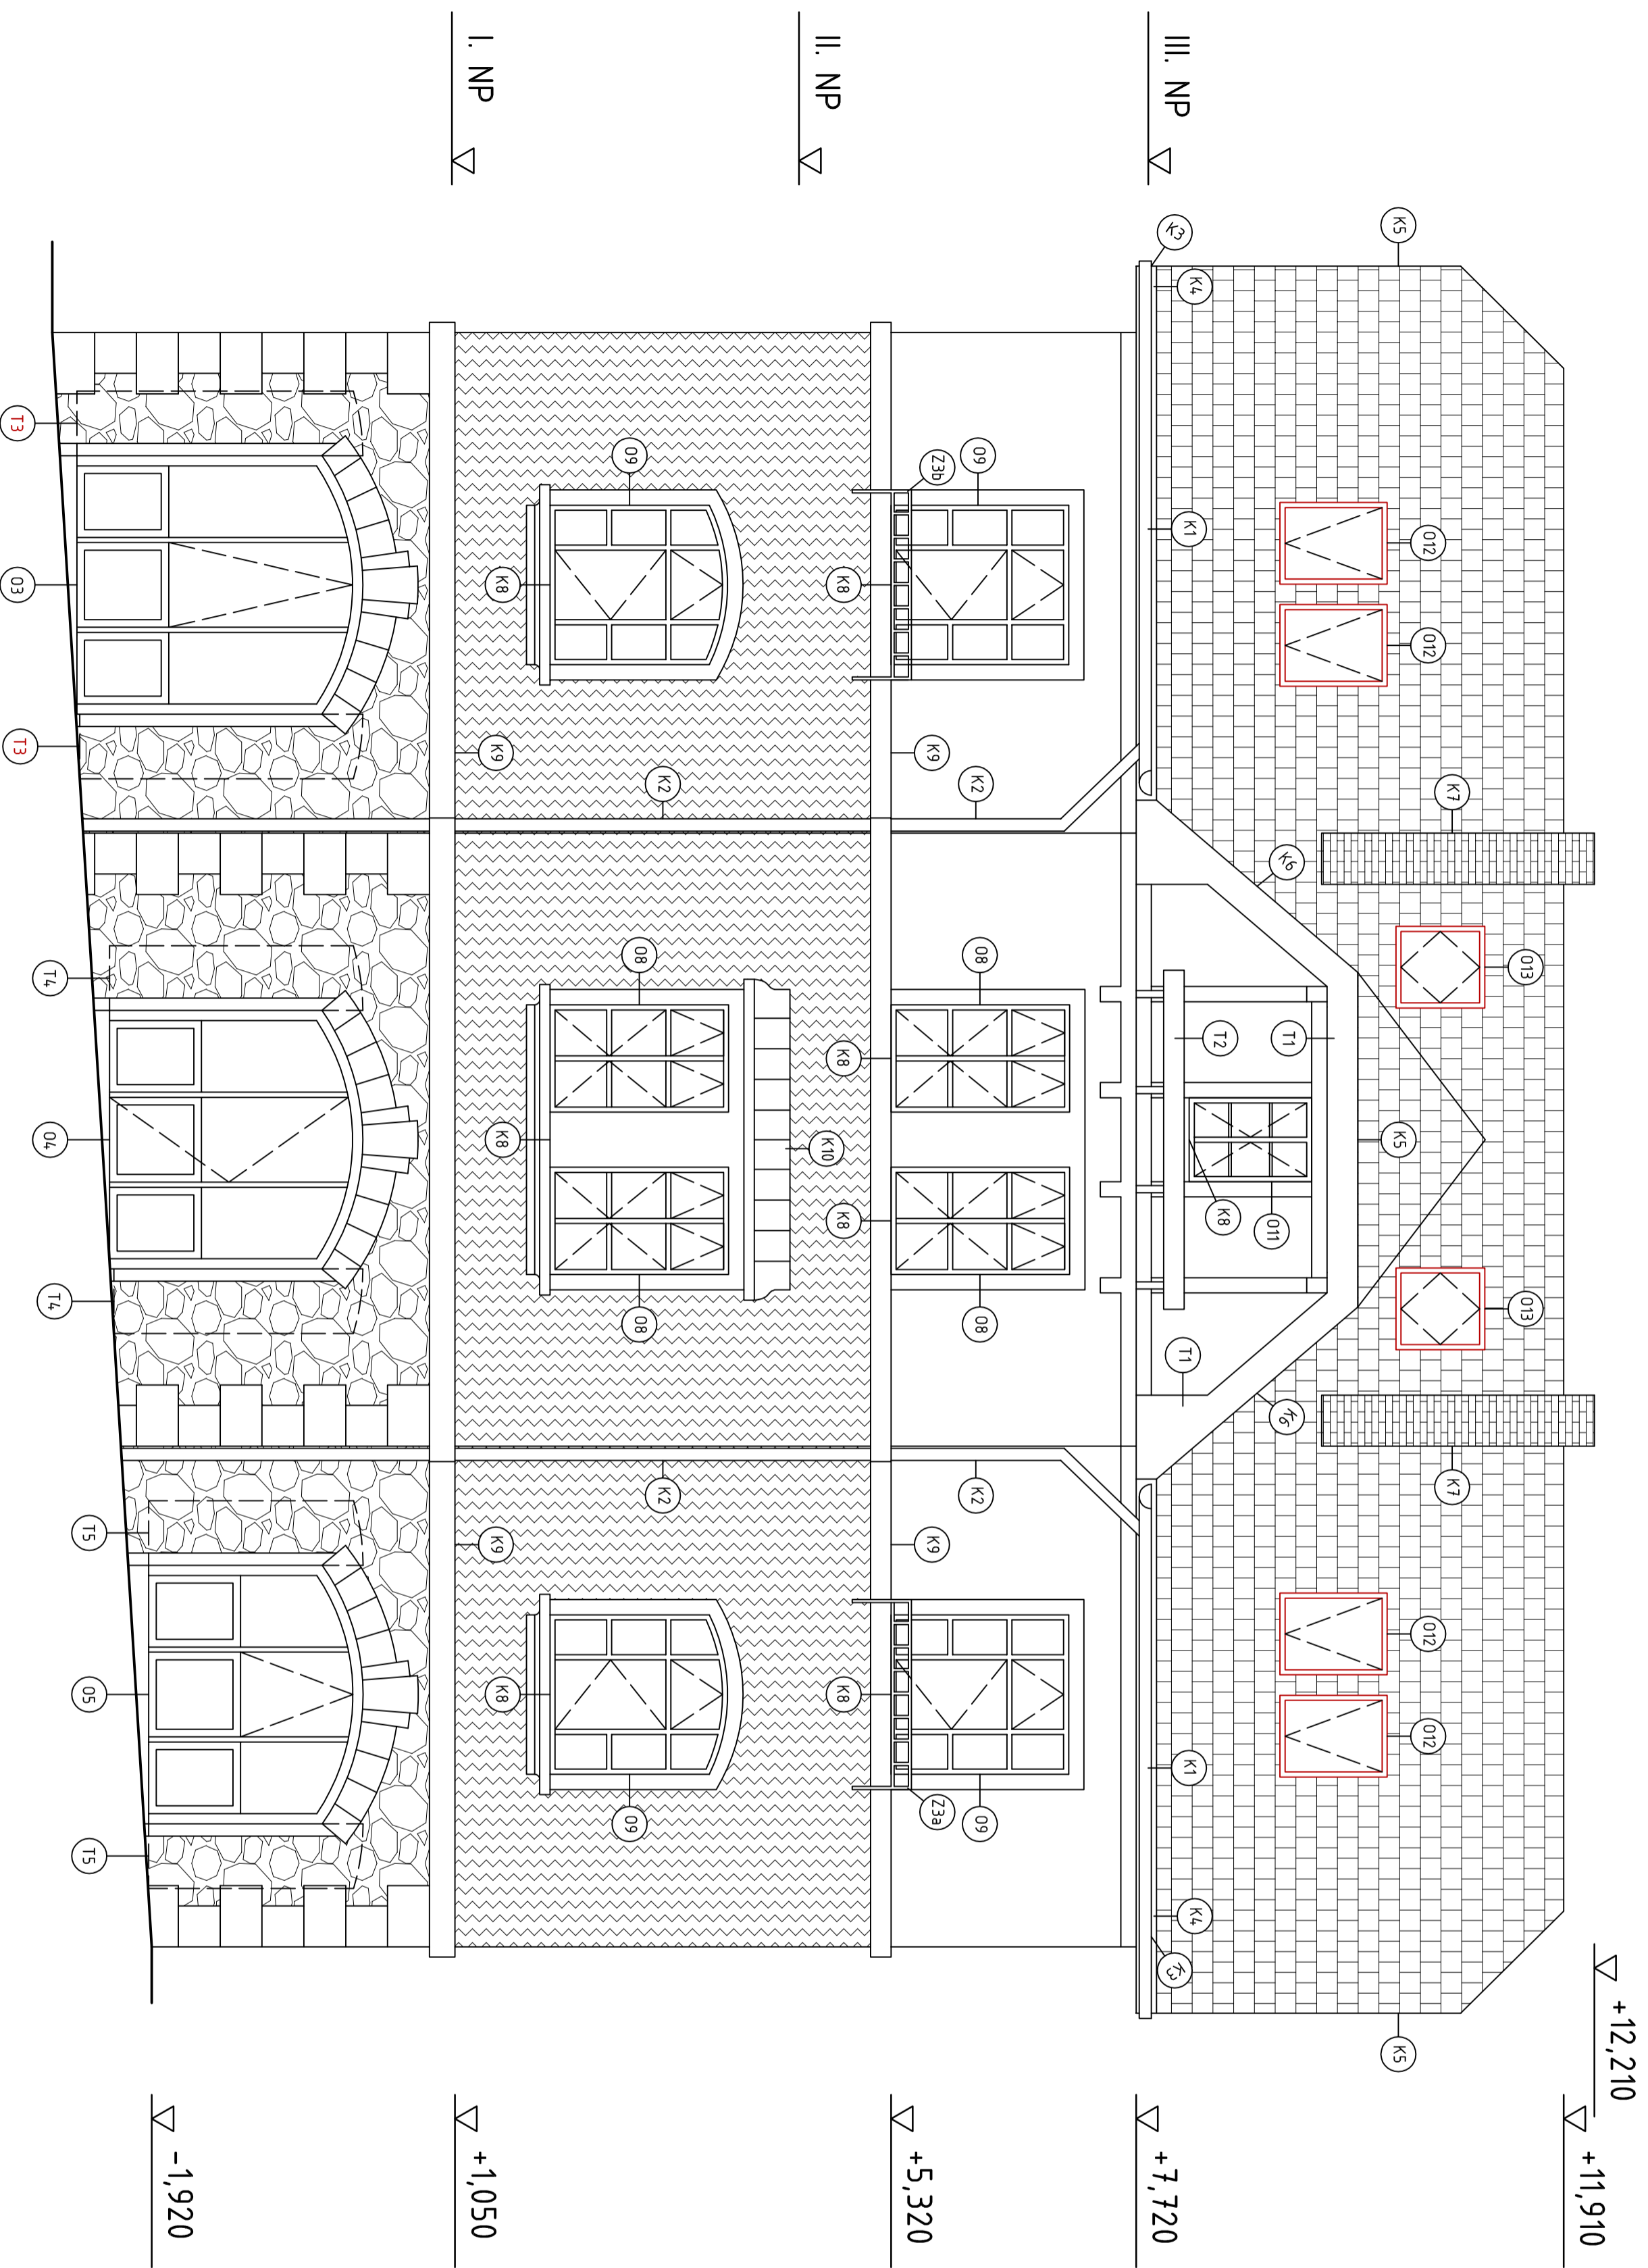 +12,210
+11,910
O13
O13
K7
K7
O12
O12
O12
O12
K5
K5
K5
K6
T1
K6
O11
T2
K8
K4
K1
T1
K1
K4
III. NP
K3
K3
+7,720
O9
O8
O8
O9
K2
K2
Z3b
Z3a
K9
K9
+5,320
K8
K8
K8
K8
II. NP
K10
K2
K2
O9
O8
O8
O9
K8
K9
K8
K9
K8
I. NP
+1,050
-1,920
T5
O5
T5
T4
O4
T4
T3
O3
T3